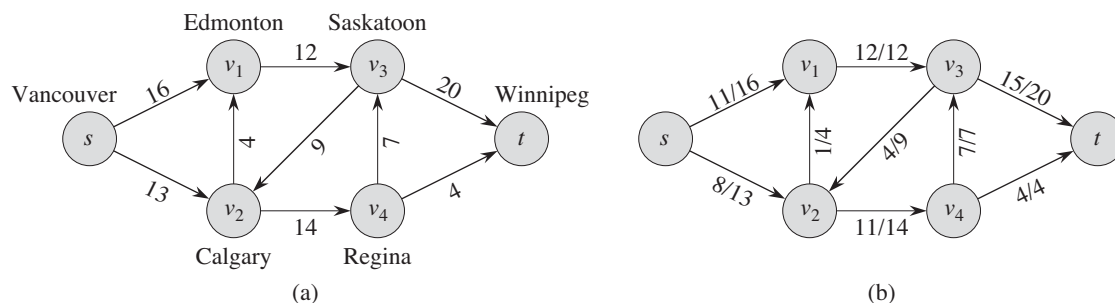 Edmonton Saskatoon
12
v1 v3
Vancouver 16 20 Winnipeg
s 4 9 7 t
13 4
v2 14 v4
Calgary Regina
(a)
12/12
v1 v3
11/16 15/20
s 1/4 4/9 7/7 t
8/13 4/4
v2 11/14 v4
(b)